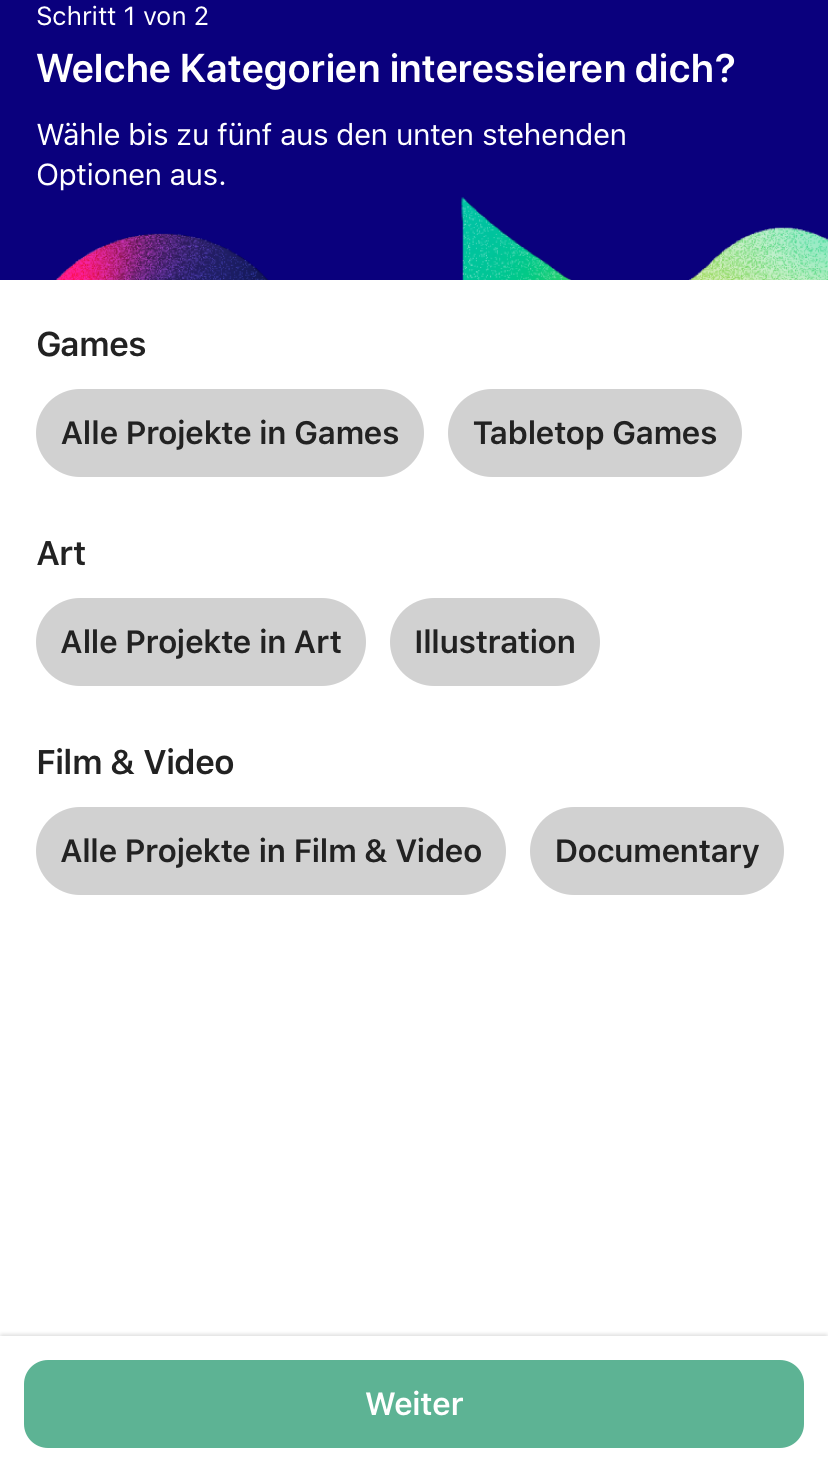 Schritt 1 von 2
Welche Kategorien interessieren dich?
Wähle bis zu fünf aus den unten stehenden
Optionen aus.
Games
Alle Projekte in Games
Tabletop Games
Art
Alle Projekte in Art
Illustration
Film & Video
Alle Projekte in Film & Video
Documentary
Weiter